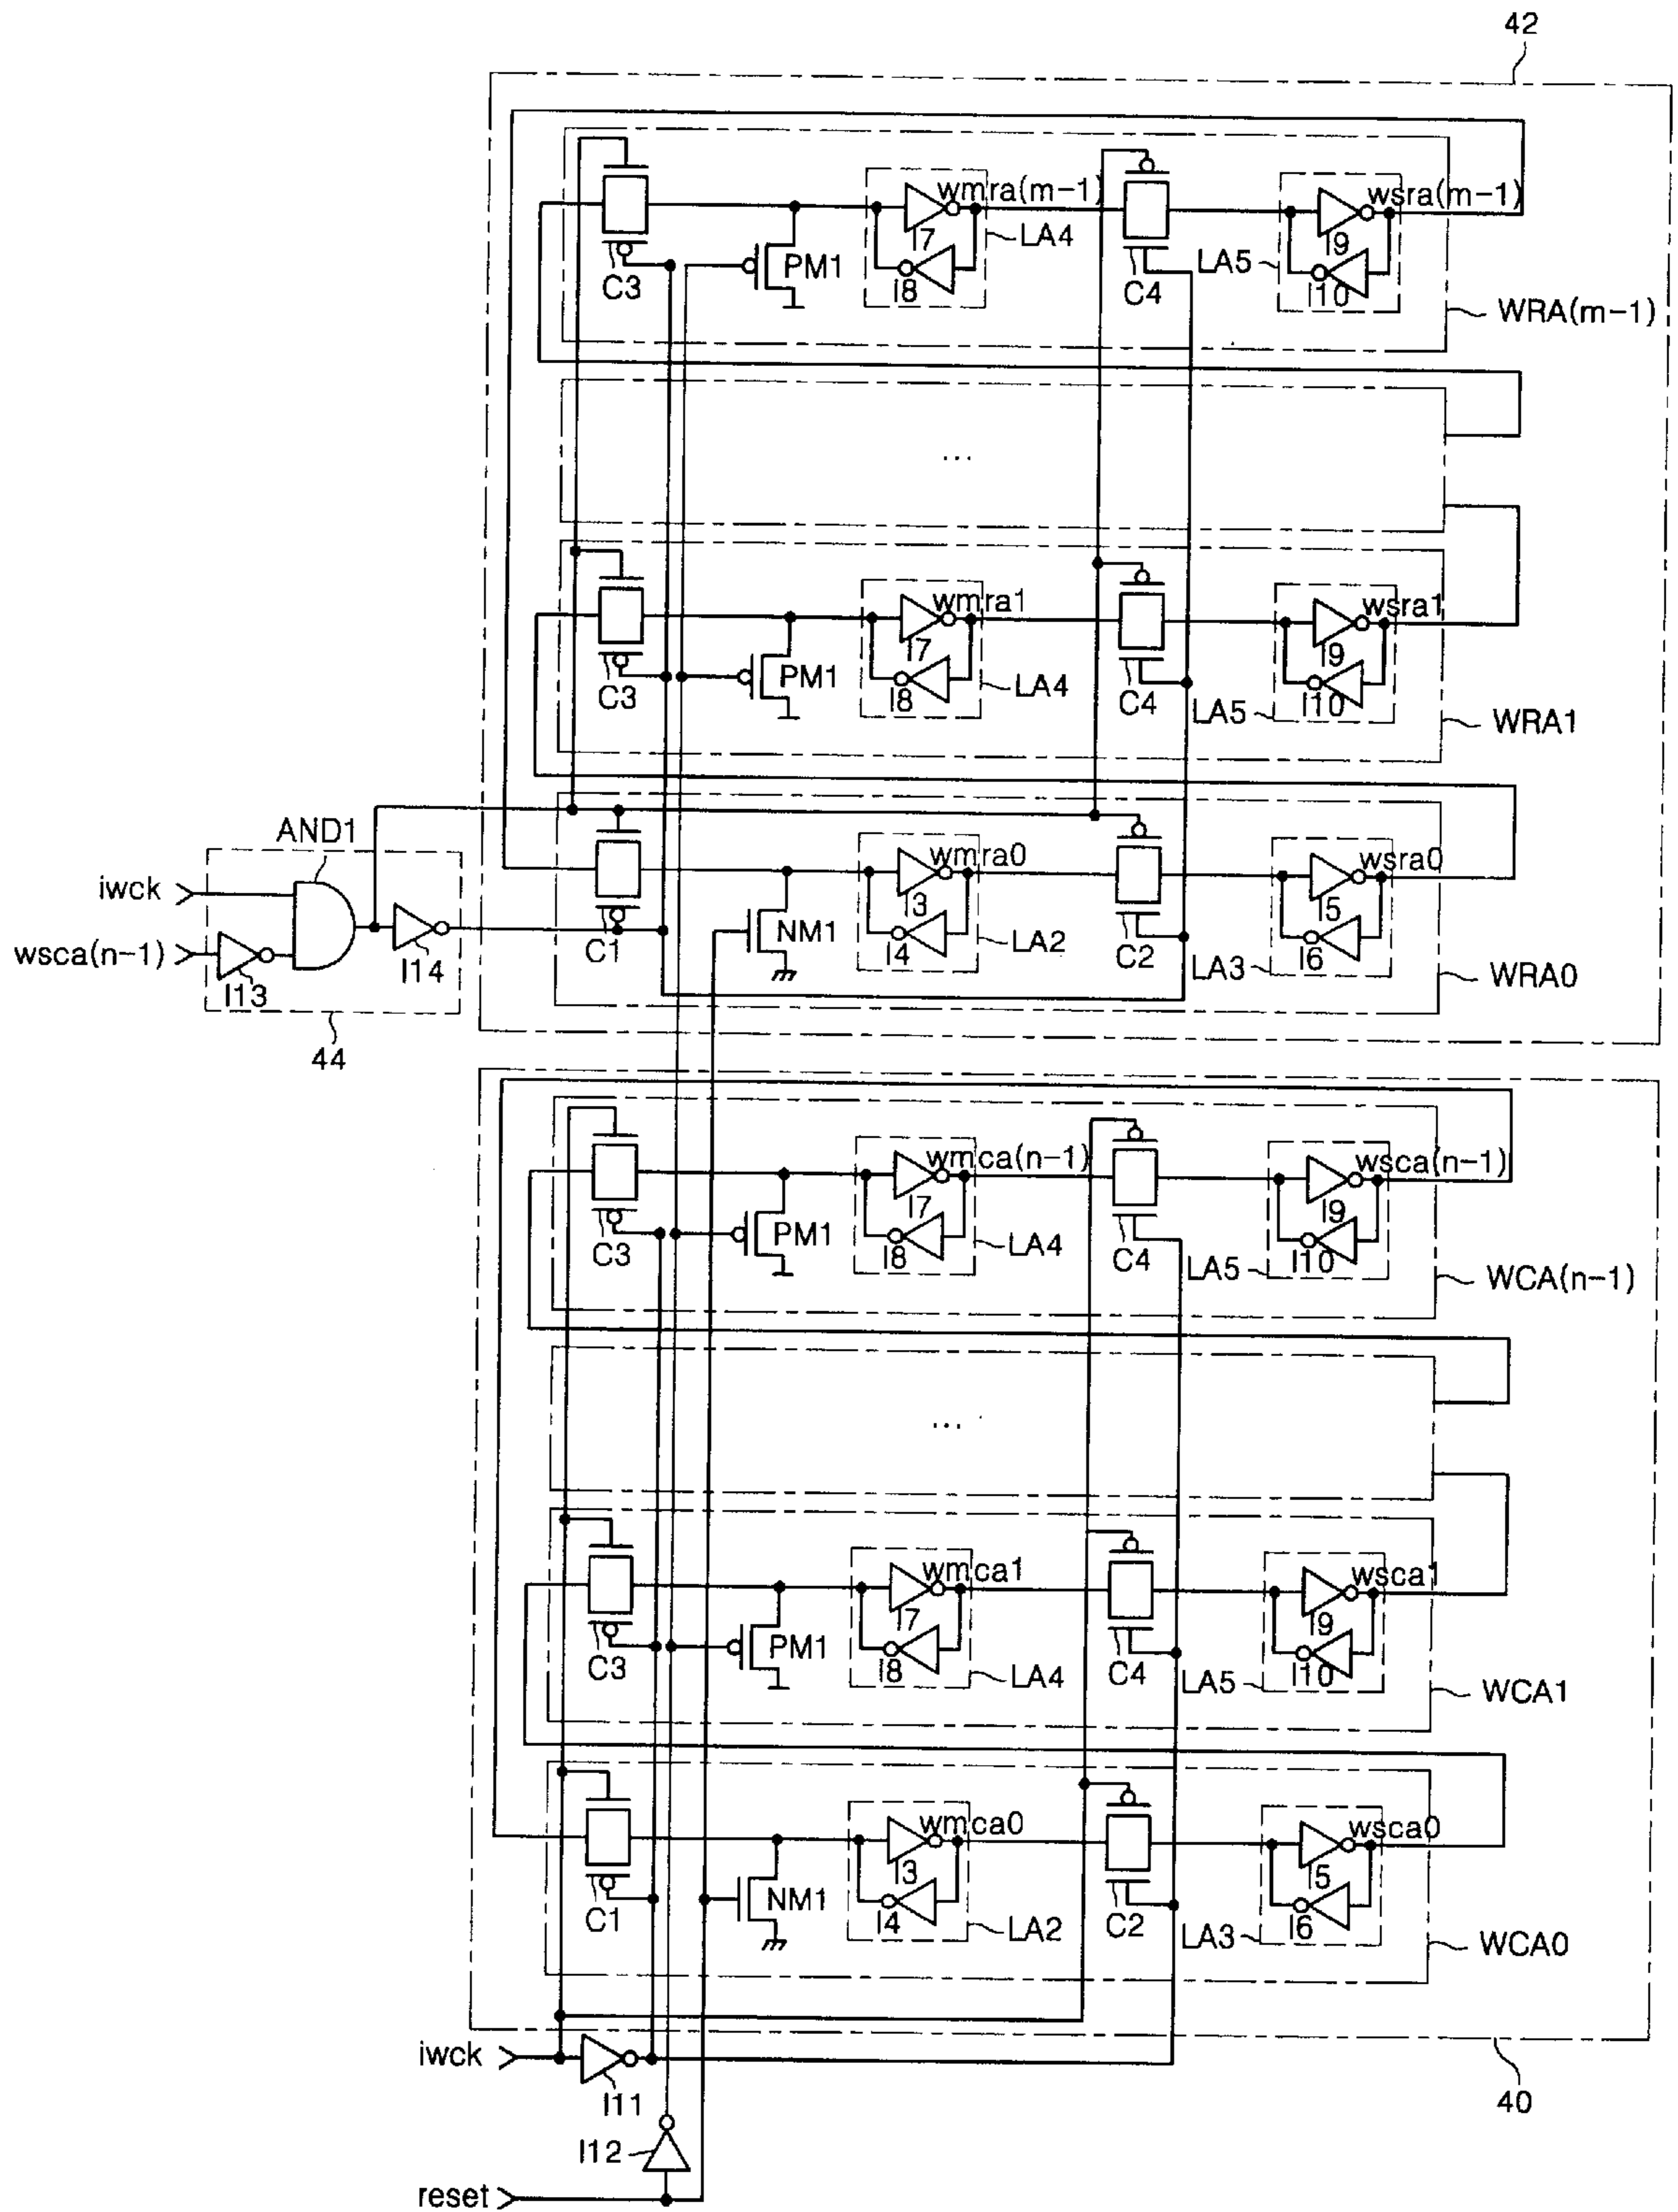 42
wmra(m-1)
wsra(m-1)
I7
I9
LA4
C3
PM1
I8
C4
LA5
I10
WRA(m-1)
...
wmra1
wsra1
I7
I9
C3
PM1
I8
LA4
C4
LA5
I10
WRA1
AND1
iwck
wmra0
wsra0
I3
I5
wsca(n-1)
I13
I14
C1
NM1
I4
LA2
C2
LA3
I6
WRA0
44
wmca(n-1)
wsca(n-1)
I7
I9
C3
PM1
I8
LA4
C4
LA5
I10
WCA(n-1)
...
wmca1
wsca1
I7
I9
C3
PM1
I8
LA4
C4
LA5
I10
WCA1
wmca0
wsca0
I3
I5
C1
NM1
I4
LA2
C2
LA3
I6
WCA0
iwck
I11
40
I12
reset